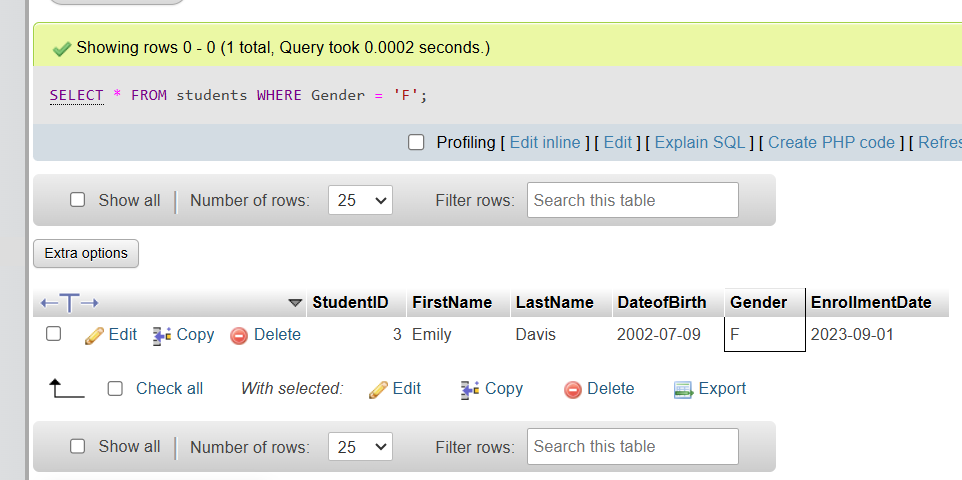 Showing rows 0 - 0 (1 total, Query took 0.0002 seconds.)
SELECT * FROM students WHERE Gender = 'F';
Profiling [ Edit inline ] [ Edit ] [ Explain SQL ] [ Create PHP code ] [ Refres
Show all Number of rows: 25 Filter rows: Search this table
Extra options
StudentID FirstName LastName DateofBirth Gender EnrollmentDate
Edit Copy Delete 3 Emily Davis 2002-07-09 F 2023-09-01
Check all With selected: Edit Copy Delete Export
Show all Number of rows: 25 Filter rows: Search this table